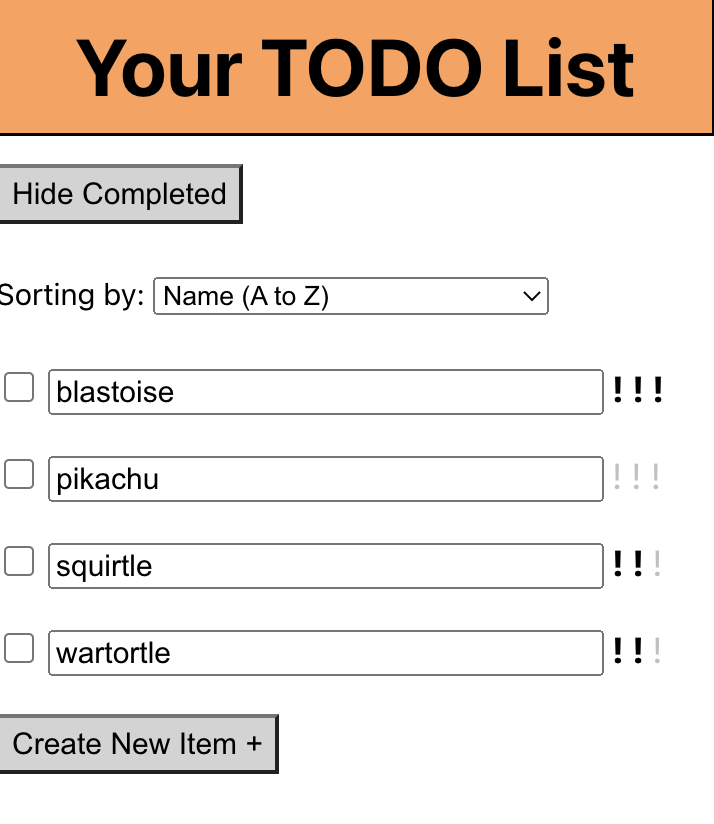 Your TODO List
Hide Completed
Sorting by: Name (A to Z)
blastoise !!!
pikachu !!!
squirtle !!!
wartortle !!!
Create New Item +